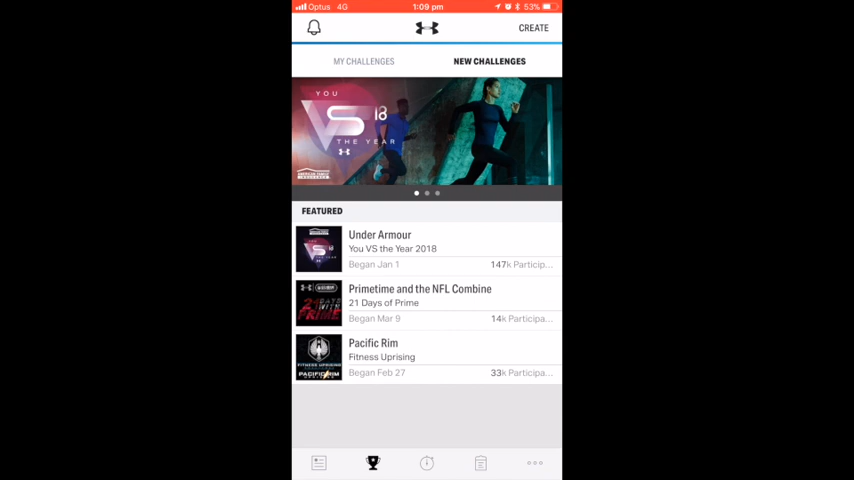 Optus 4G 1:09 pm 53%
CREATE
MY CHALLENGES NEW CHALLENGES
YOU
VS 18
THE YEAR
FEATURED
Under Armour
You VS the Year 2018
Began Jan 1 147k Particip...
Primetime and the NFL Combine
21 Days of Prime
Began Mar 9 14k Participa...
Pacific Rim
Fitness Uprising
Began Feb 27 33k Participa...